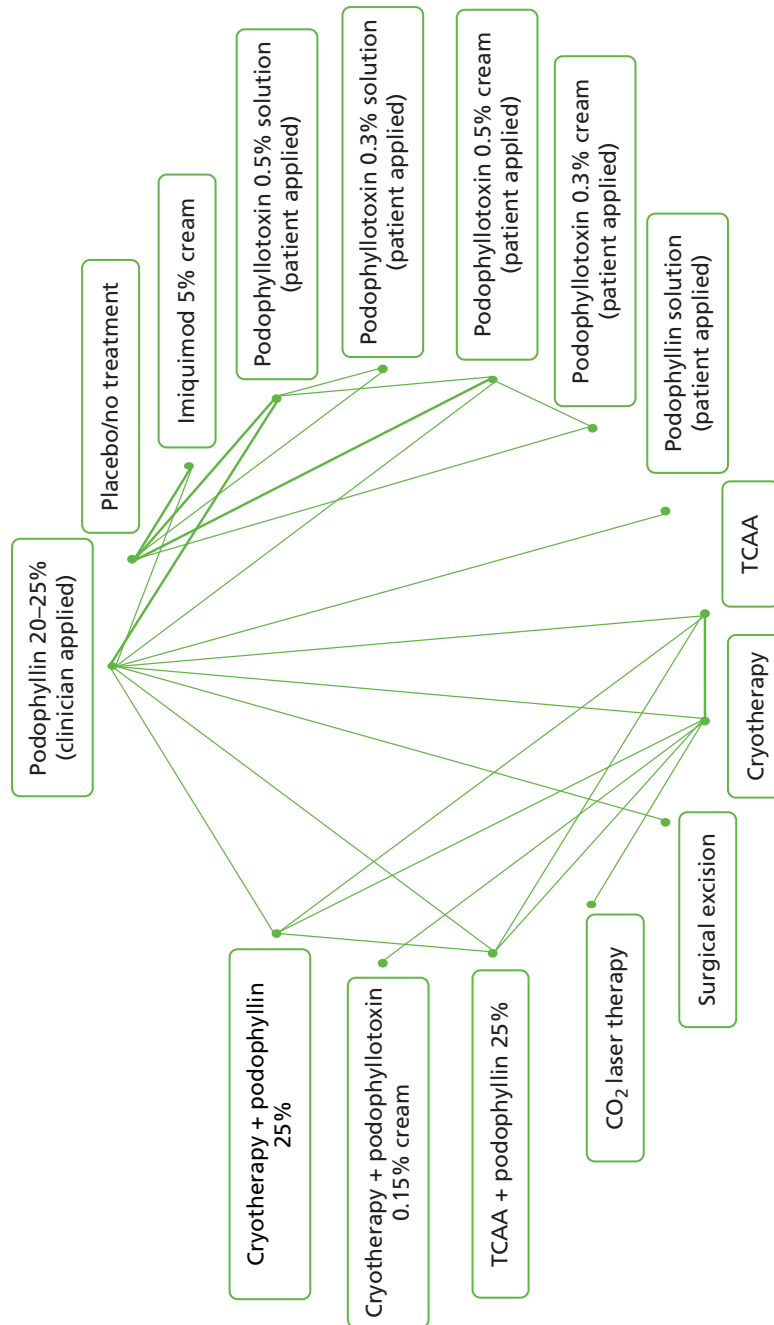 Podophyllin 20–25%
(clinician applied)
Placebo/no treatment
Imiquimod 5% cream
Podophyllotoxin 0.5% solution
(patient applied)
Podophyllotoxin 0.3% solution
(patient applied)
Podophyllotoxin 0.5% cream
(patient applied)
Podophyllotoxin 0.3% cream
(patient applied)
Podophyllin solution
(patient applied)
TCAA
Cryotherapy
Surgical excision
CO₂ laser therapy
TCAA + podophyllin 25%
Cryotherapy + podophyllotoxin
0.15% cream
Cryotherapy + podophyllin
25%